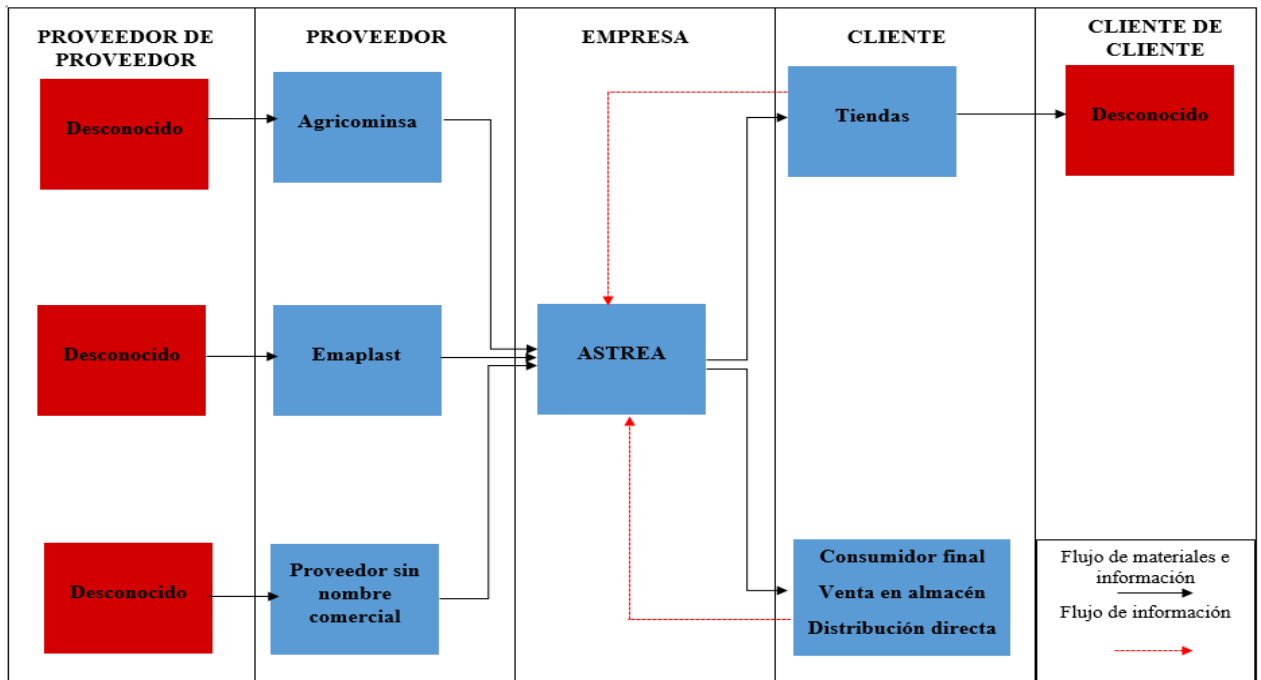 PROVEEDOR DE
PROVEEDOR
PROVEEDOR
EMPRESA
CLIENTE
CLIENTE DE
CLIENTE
Desconocido
Agricominsa
Tiendas
Desconocido
Desconocido
Emaplast
ASTREA
Desconocido
Proveedor sin
nombre
comercial
Consumidor final
Venta en almacén
Distribución directa
Flujo de materiales e
información
Flujo de información